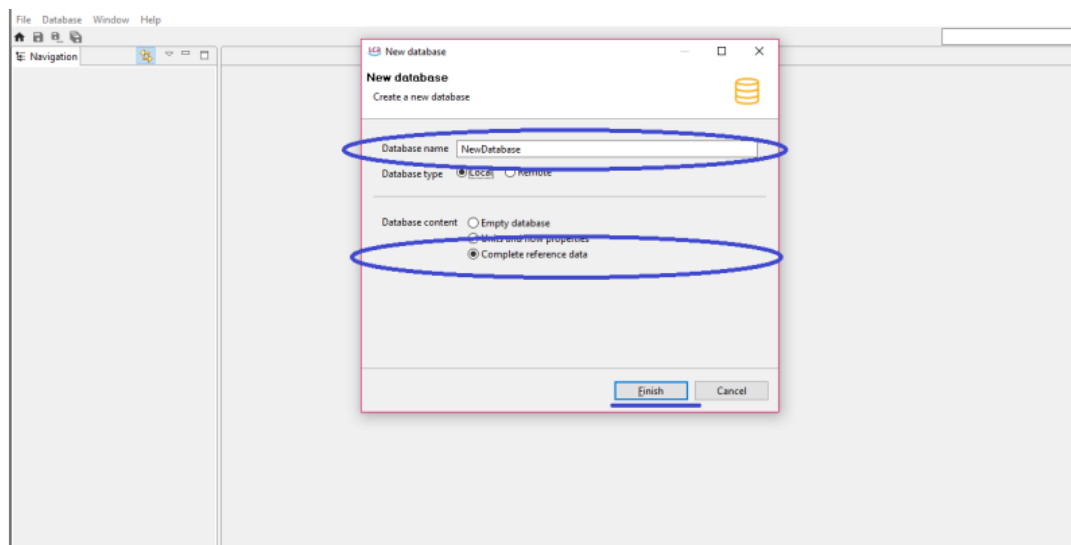 File Database Window Help
Navigation
LCA New database
New database
Create a new database
Database name NewDatabase
Database type Local Remote
Database content Empty database
Units and flow properties
Complete reference data
Finish Cancel